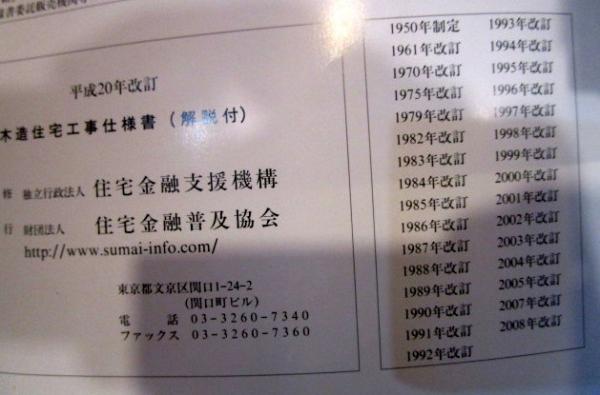 様書委託販売機関等
平成20年改訂
木造住宅工事仕様書(解説付)
修 独立行政法人 住宅金融支援機構
行 財団法人 住宅金融普及協会
http://www.sumai-info.com/
東京都文京区関口1-24-2
(関口町ビル)
電話 03-3260-7340
ファックス 03-3260-7360
1950年制定
1961年改訂
1970年改訂
1975年改訂
1979年改訂
1982年改訂
1983年改訂
1984年改訂
1985年改訂
1986年改訂
1987年改訂
1988年改訂
1989年改訂
1990年改訂
1991年改訂
1992年改訂
1993年改訂
1994年改訂
1995年改訂
1996年改訂
1997年改訂
1998年改訂
1999年改訂
2000年改訂
2001年改訂
2002年改訂
2003年改訂
2004年改訂
2005年改訂
2007年改訂
2008年改訂